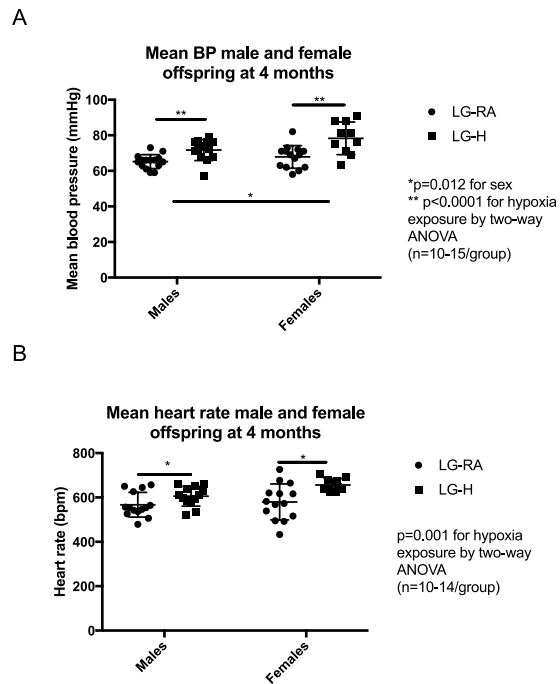 A
Mean BP male and female
offspring at 4 months
Mean blood pressure (mmHg)
100
80
60
40
20
0
**
**
*
Males
Females
LG-RA
LG-H
*p=0.012 for sex
** p<0.0001 for hypoxia
exposure by two-way
ANOVA
(n=10-15/group)
B
Mean heart rate male and female
offspring at 4 months
Heart rate (bpm)
800
600
400
200
0
*
*
Males
Females
LG-RA
LG-H
p=0.001 for hypoxia
exposure by two-way
ANOVA
(n=10-14/group)